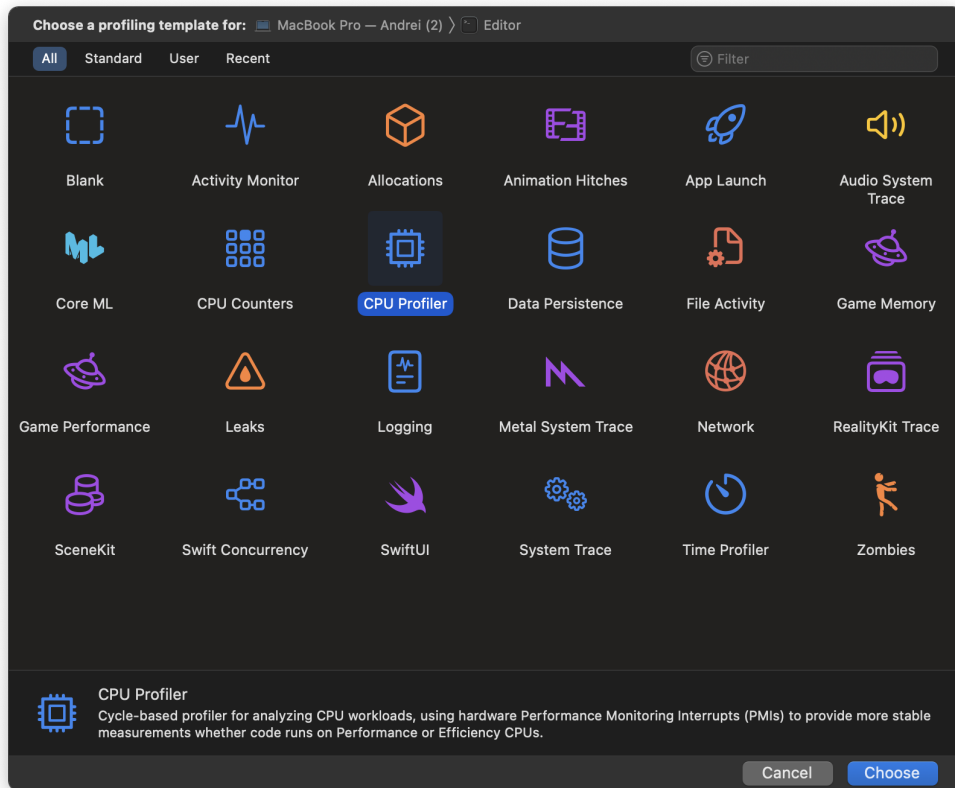 Choose a profiling template for: MacBook Pro — Andrei (2) 〉 Editor
All Standard User Recent Filter
Blank Activity Monitor Allocations Animation Hitches App Launch Audio System
Trace
ML
Core ML CPU Counters CPU Profiler Data Persistence File Activity Game Memory
Game Performance Leaks Logging Metal System Trace Network RealityKit Trace
SceneKit Swift Concurrency SwiftUI System Trace Time Profiler Zombies
CPU Profiler
Cycle-based profiler for analyzing CPU workloads, using hardware Performance Monitoring Interrupts (PMIs) to provide more stable
measurements whether code runs on Performance or Efficiency CPUs.
Cancel Choose